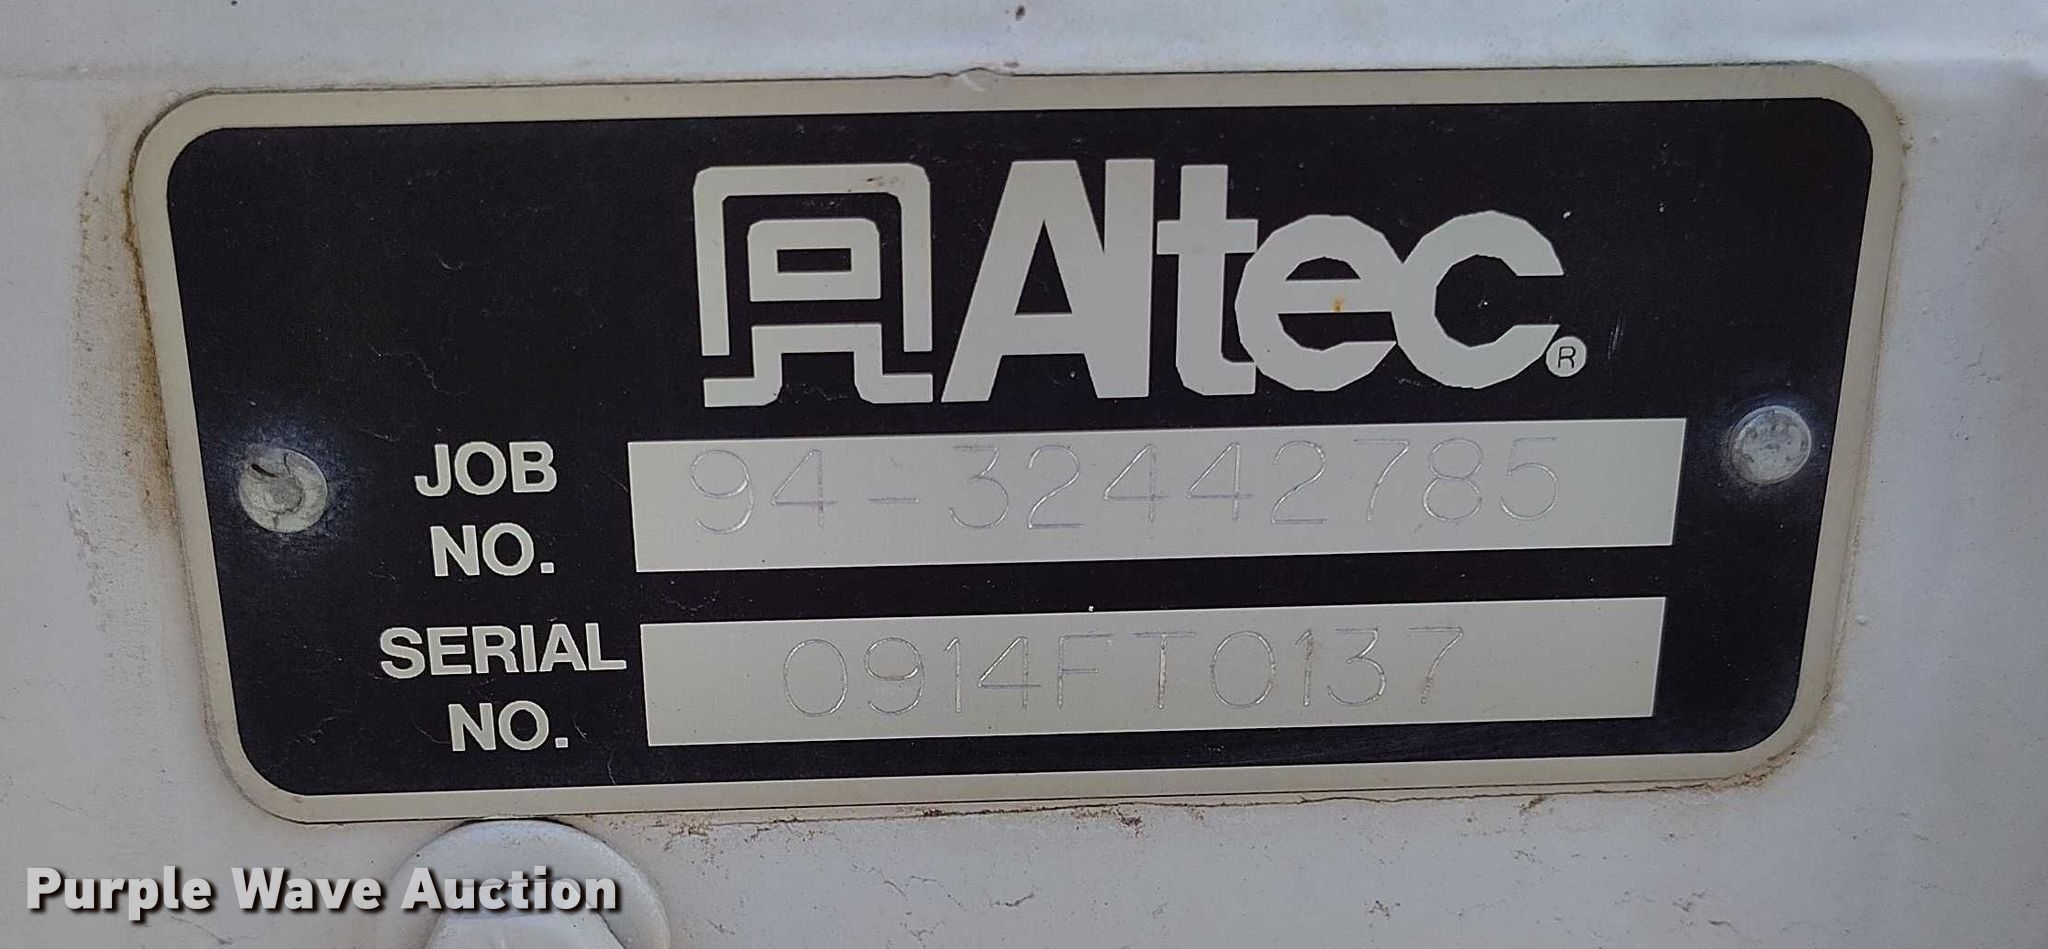 Altec®
JOB NO. 94-32442785
SERIAL NO. 0914FT0137
Purple Wave Auction